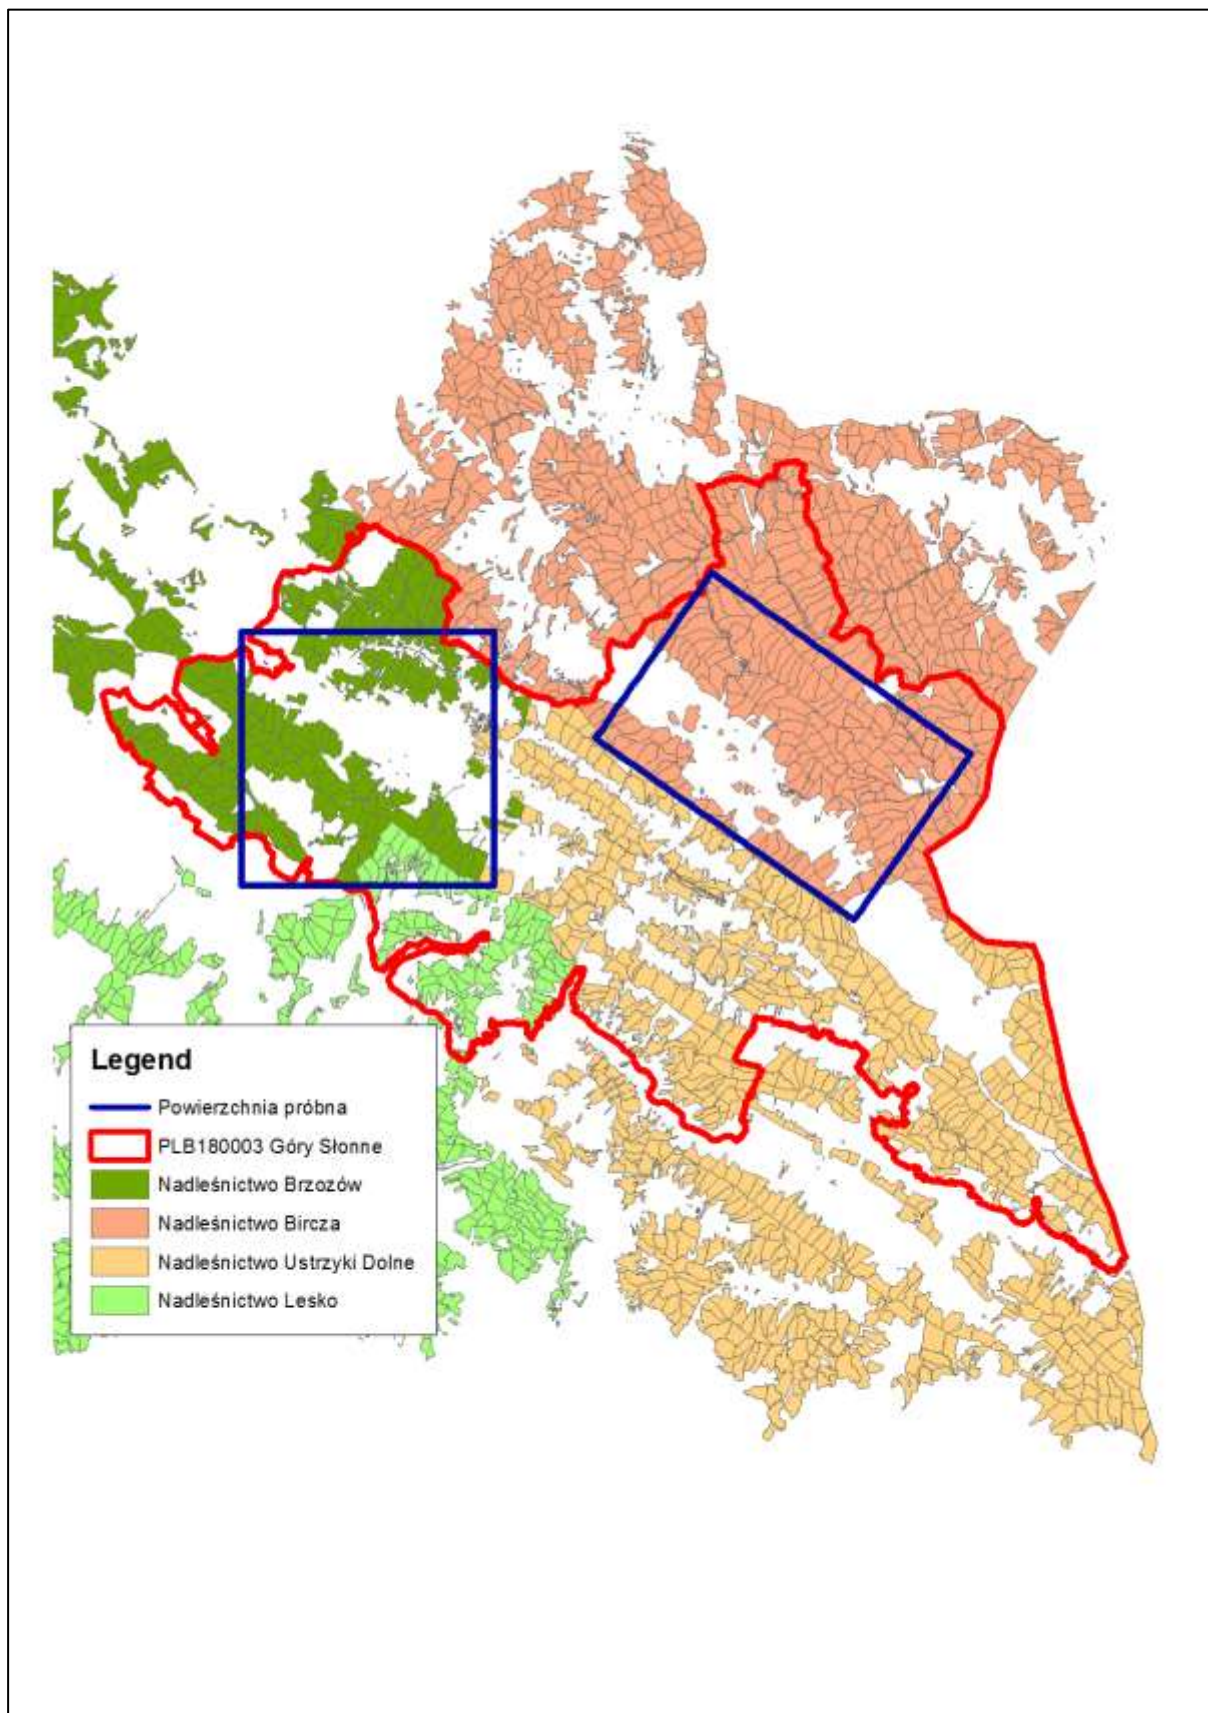 Legend
Powierzchnia próbna
PLB180003 Góry Słonne
Nadleśnictwo Brzozów
Nadleśnictwo Bircza
Nadleśnictwo Ustrzyki Dolne
Nadleśnictwo Lesko